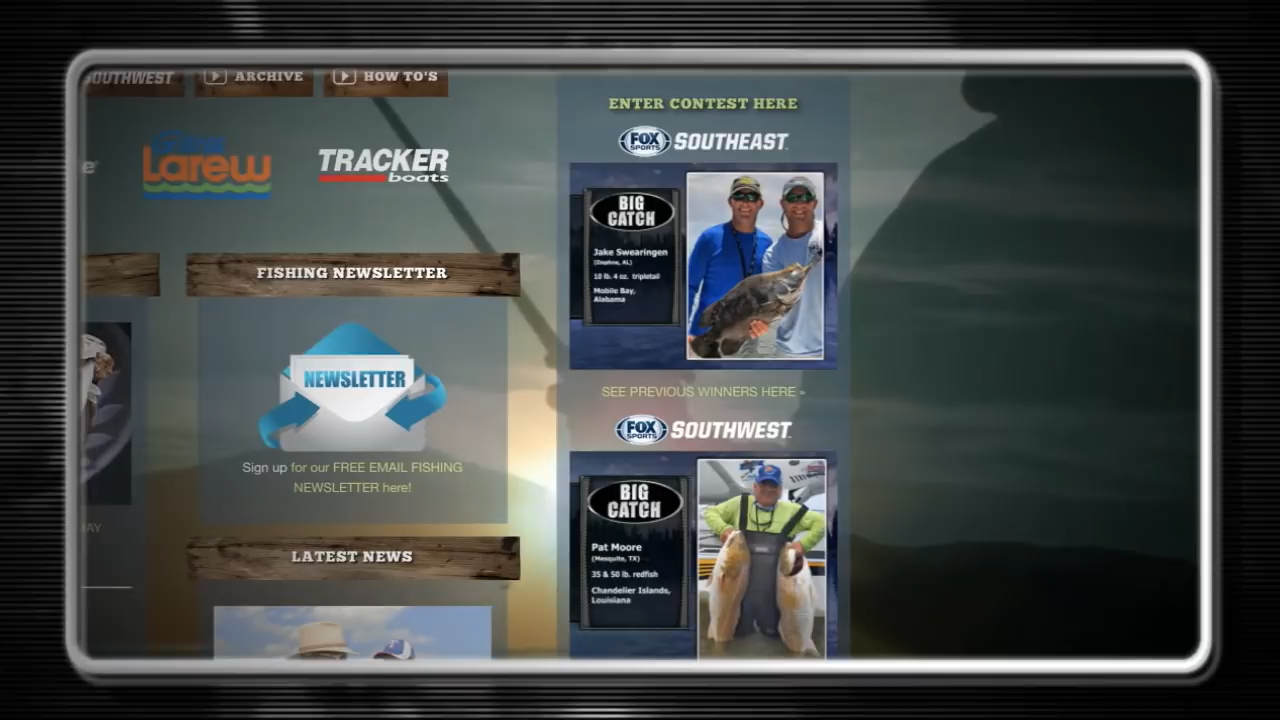 SOUTHWEST
ARCHIVE
HOW TO'S
Larew
TRACKER
boats
FISHING NEWSLETTER
NEWSLETTER
Sign up for our FREE EMAIL FISHING
NEWSLETTER here!
LATEST NEWS
ENTER CONTEST HERE
FOX
SPORTS
SOUTHEAST
BIG
CATCH
Jake Swearingen
(Daphne, AL)
10 lb. 4 oz. tripletail
Mobile Bay,
Alabama
SEE PREVIOUS WINNERS HERE »
FOX
SPORTS
SOUTHWEST
BIG
CATCH
Pat Moore
(Mesquite, TX)
35 & 50 lb. redfish
Chandelier Islands,
Louisiana